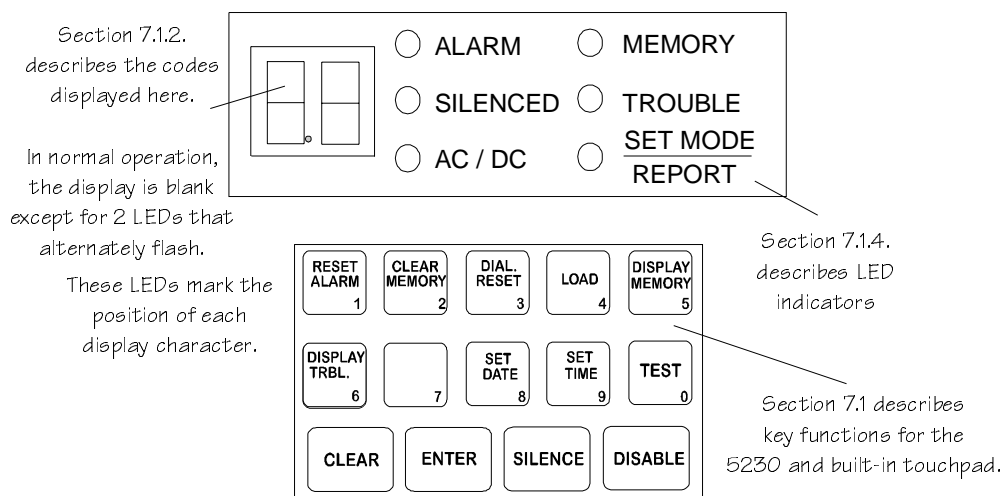 Section 7.1.2.
describes the codes
displayed here.
In normal operation,
the display is blank
except for 2 LEDs that
alternately flash.
These LEDs mark the
position of each
display character.
ALARM
MEMORY
SILENCED
TROUBLE
AC / DC
SET MODE
REPORT
Section 7.1.4.
describes LED
indicators
RESET
ALARM
1
CLEAR
MEMORY
2
DIAL.
RESET
3
LOAD
4
DISPLAY
MEMORY
5
DISPLAY
TRBL.
6
7
SET
DATE
8
SET
TIME
9
TEST
0
CLEAR
ENTER
SILENCE
DISABLE
Section 7.1 describes
key functions for the
5230 and built-in touchpad.